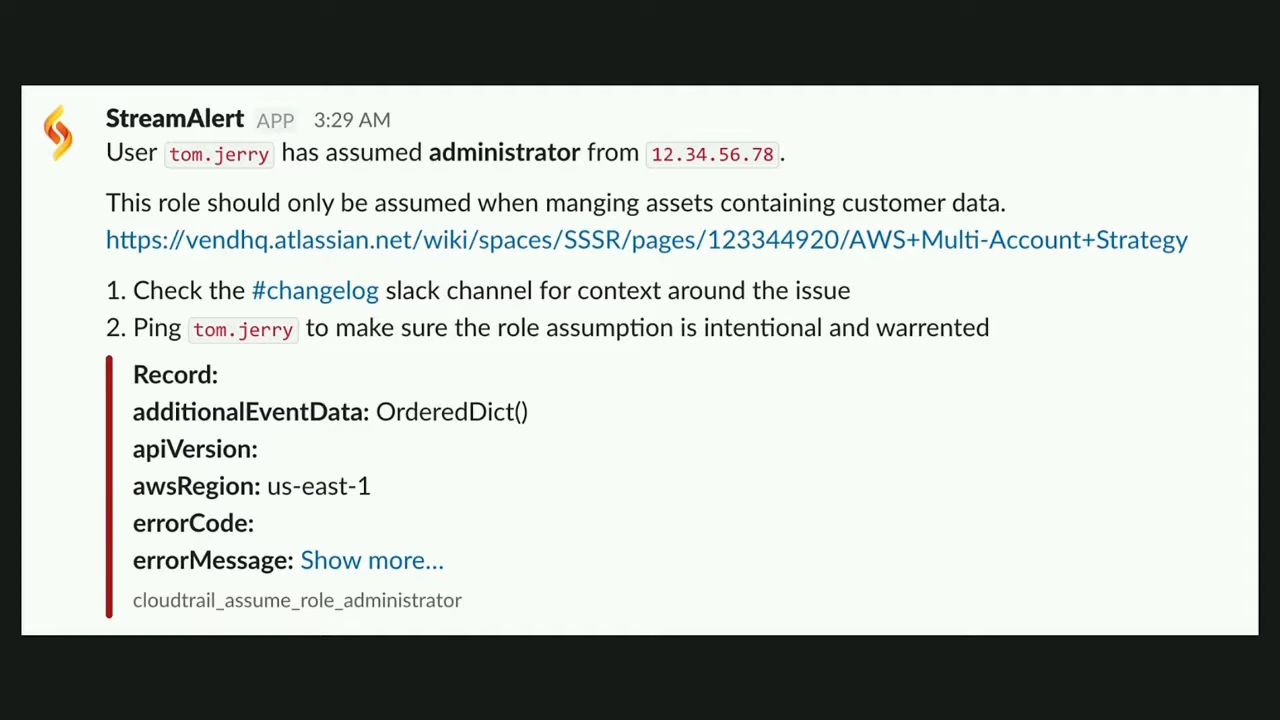 StreamAlert APP 3:29 AM
User tom.jerry has assumed administrator from 12.34.56.78.
This role should only be assumed when manging assets containing customer data.
https://vendhq.atlassian.net/wiki/spaces/SSSR/pages/123344920/AWS+Multi-Account+Strategy
1. Check the #changelog slack channel for context around the issue
2. Ping tom.jerry to make sure the role assumption is intentional and warrented
Record:
additionalEventData: OrderedDict()
apiVersion:
awsRegion: us-east-1
errorCode:
errorMessage: Show more...
cloudtrail_assume_role_administrator